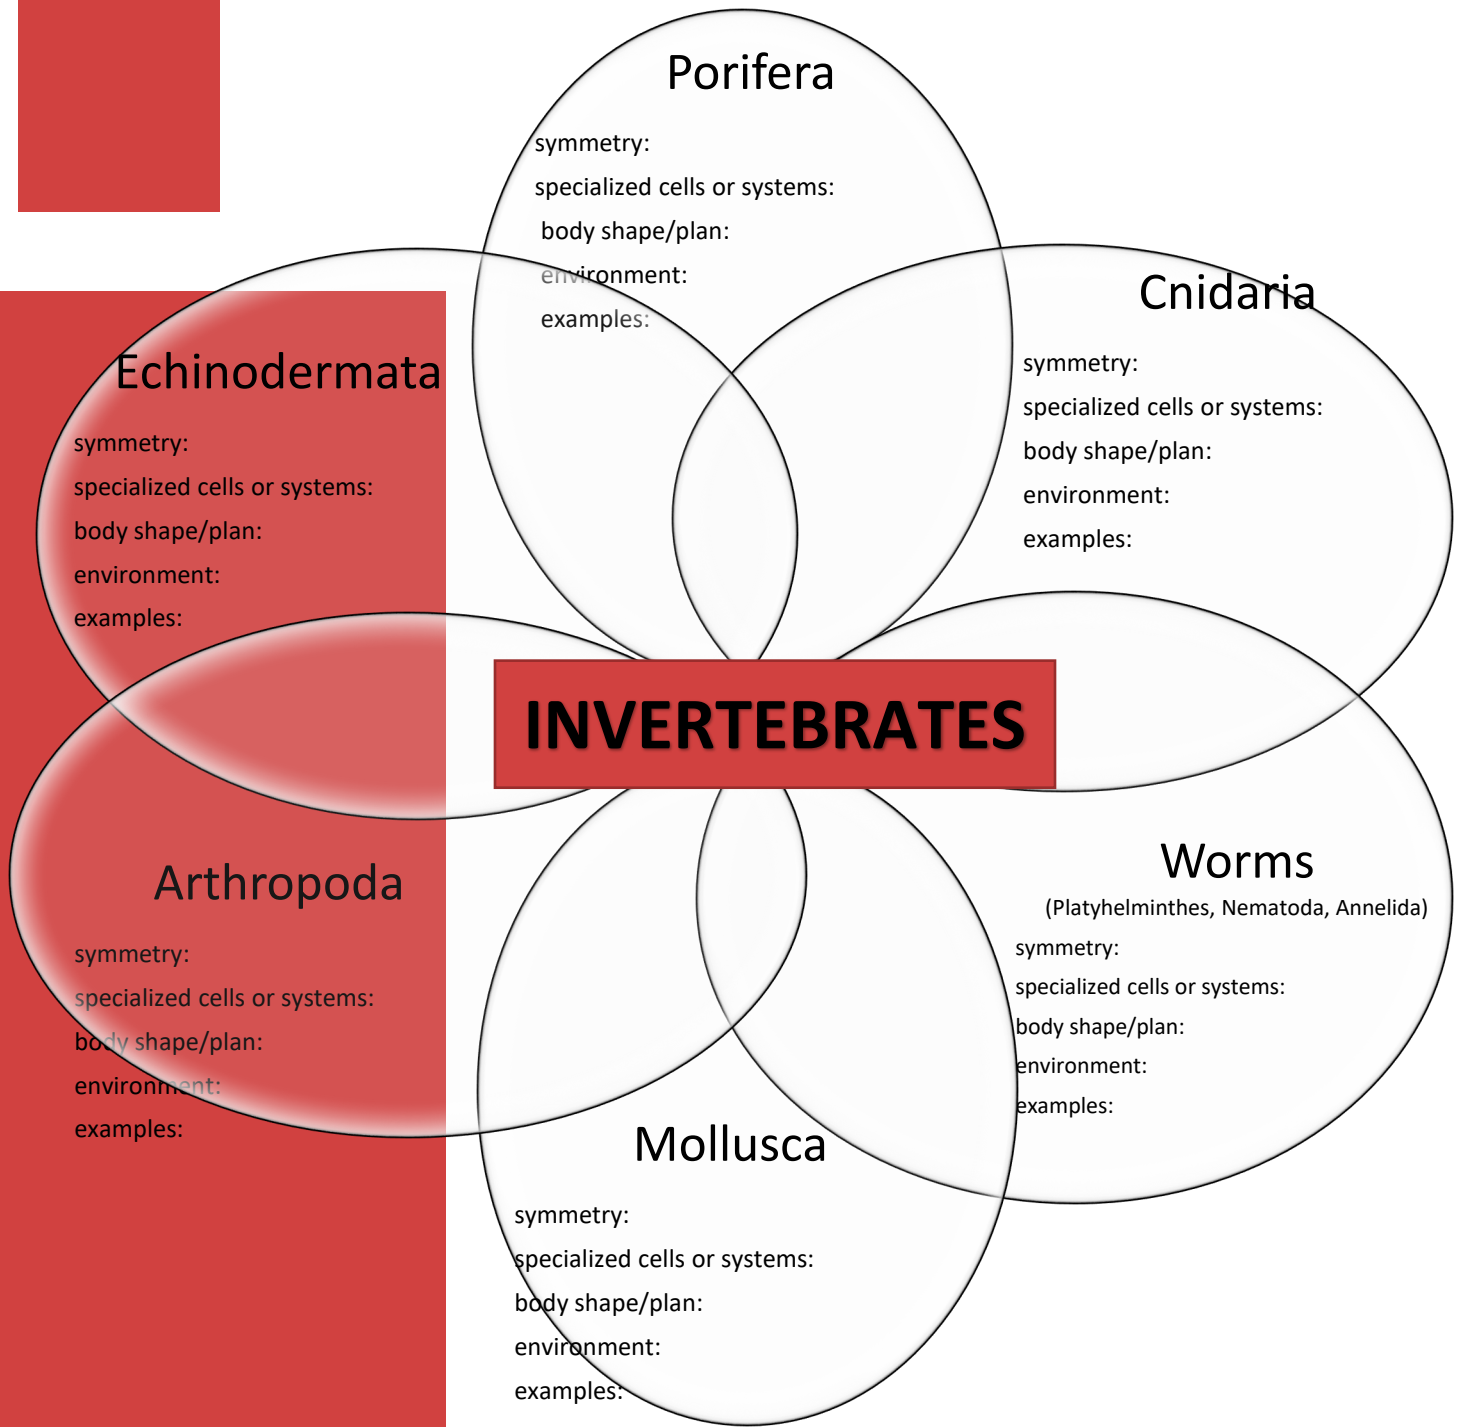 Porifera
symmetry:
specialized cells or systems:
body shape/plan:
environment:
examples:
Cnidaria
symmetry:
specialized cells or systems:
body shape/plan:
environment:
examples:
Echinodermata
symmetry:
specialized cells or systems:
body shape/plan:
environment:
examples:
INVERTEBRATES
Arthropoda
symmetry:
specialized cells or systems:
body shape/plan:
environment:
examples:
Worms
(Platyhelminthes, Nematoda, Annelida)
symmetry:
specialized cells or systems:
body shape/plan:
environment:
examples:
Mollusca
symmetry:
specialized cells or systems:
body shape/plan:
environment:
examples: